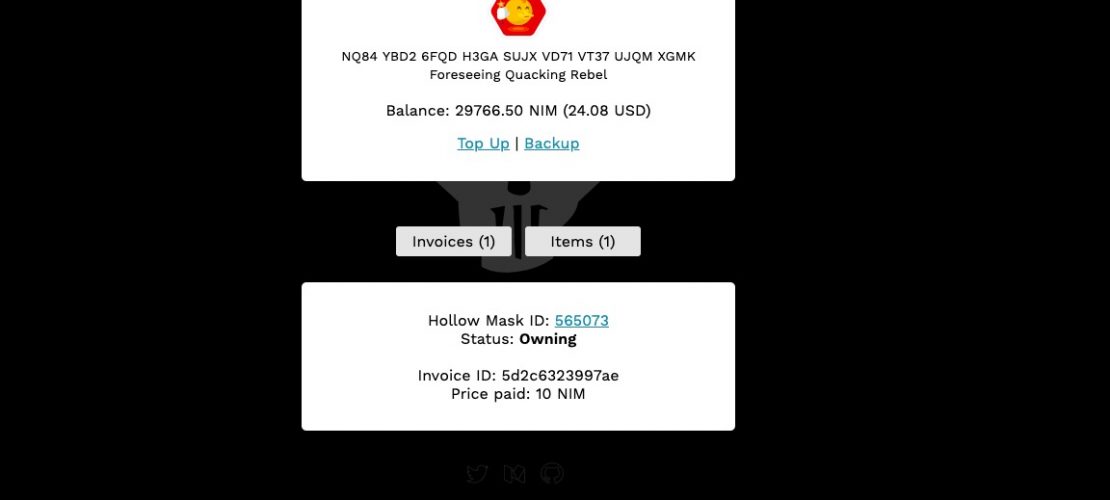 NQ84 YBD2 6FQD H3GA SUJX VD71 VT37 UJQM XGMK
Foreseeing Quacking Rebel
Balance: 29766.50 NIM (24.08 USD)
Top Up | Backup
Invoices (1) Items (1)
Hollow Mask ID: 565073
Status: Owning
Invoice ID: 5d2c6323997ae
Price paid: 10 NIM